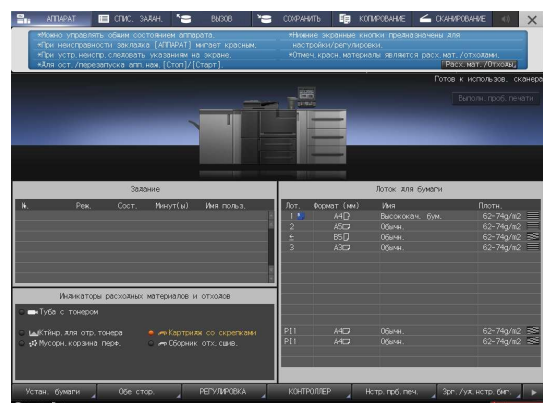 АППАРАТ СПИС. ЗАДАН. ВЫЗОВ СОХРАНИТЬ КОПИРОВАНИЕ СКАНИРОВАНИЕ
*Можно управлять общим состоянием аппарата.
*При неисправности закладка [АППАРАТ] мигает красным.
*При устр.неиспр.следовать указаниям на экране.
*Для ост./перезапуска апп.наж.[Стоп]/[Старт].
*Нижние экранные кнопки предназначены для
настройки/регулировки.
*Отмеч.красн.материалы являются расх.мат./отходами.
Расх.мат./Отходы
Готов к использов. сканера
Выполн.проб.печати
Задание
№. Реж. Сост. Минут(ы) Имя польз.
Лоток для бумаги
Лот. Формат (мм) Имя Плотн.
1 A4 Высококач. бум. 62-74g/m2
2 A5 Обычн. 62-74g/m2
B5 Обычн. 62-74g/m2
3 A3 Обычн. 62-74g/m2
PI1 A4 Обычн. 62-74g/m2
PI1 A4 Обычн. 62-74g/m2
Индикаторы расходных материалов и отходов
Туба с тонером
Ктйнр.для отр.тонера Картридж со скрепками
Мусорн.корзина перф. Сборник отх.сшив.
Устан. бумаги Обе стор. РЕГУЛИРОВКА КОНТРОЛЛЕР Нстр.прб.печ. Зрг./уж.нстр.бмг.